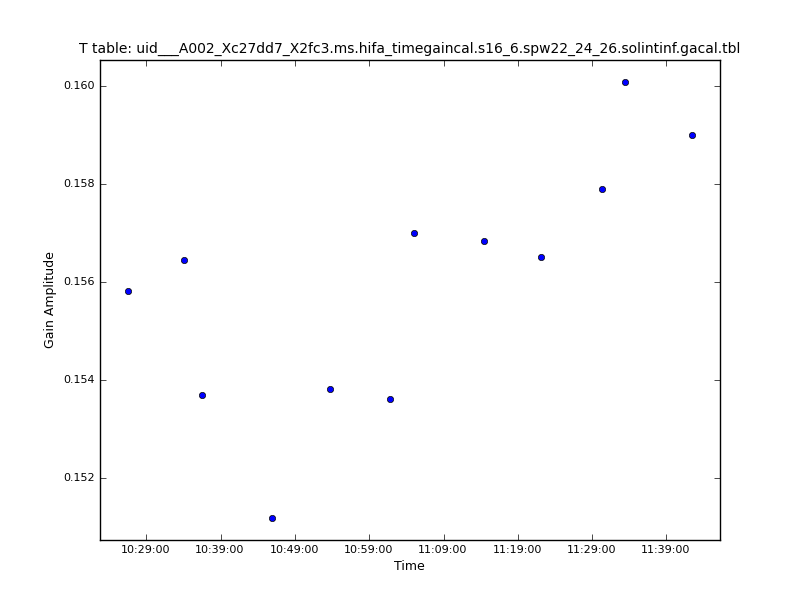 T table: uid___A002_Xc27dd7_X2fc3.ms.hifa_timegaincal.s16_6.spw22_24_26.solintinf.gacal.tbl
0.160
0.158
0.156
0.154
0.152
Gain Amplitude
10:29:00 10:39:00 10:49:00 10:59:00 11:09:00 11:19:00 11:29:00 11:39:00
Time